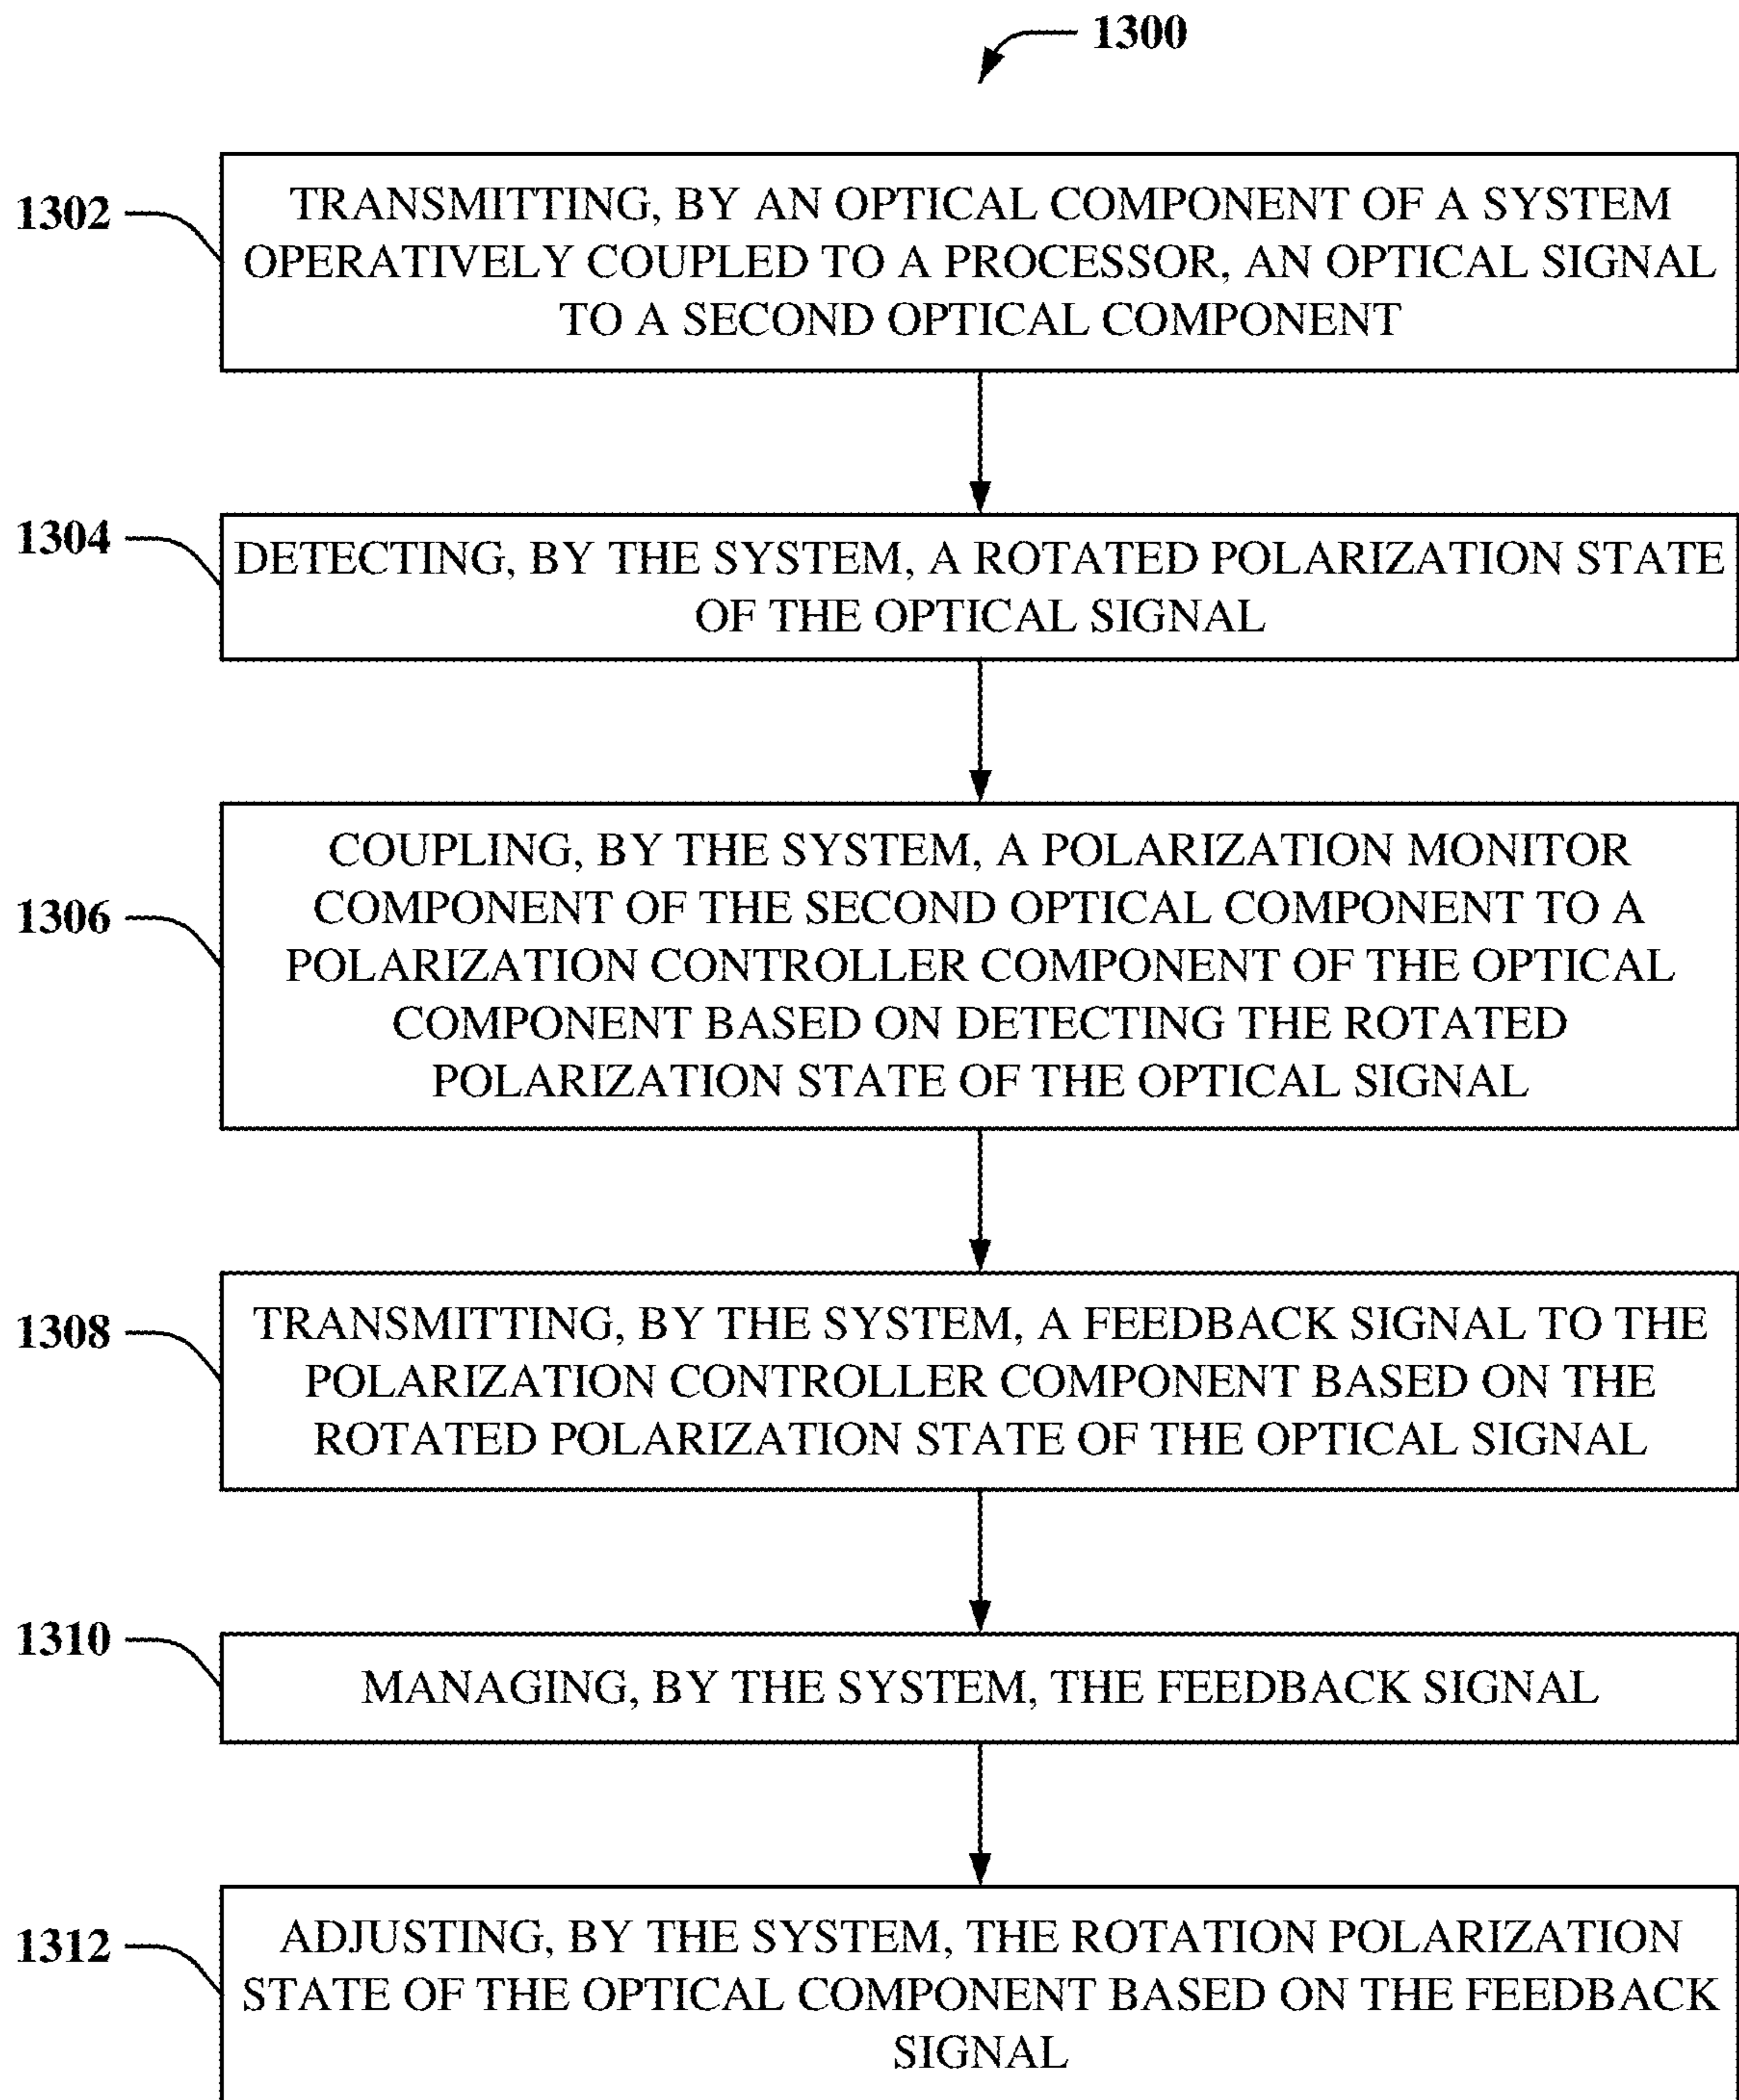 1300
1302
TRANSMITTING, BY AN OPTICAL COMPONENT OF A SYSTEM
OPERATIVELY COUPLED TO A PROCESSOR, AN OPTICAL SIGNAL
TO A SECOND OPTICAL COMPONENT
1304
DETECTING, BY THE SYSTEM, A ROTATED POLARIZATION STATE
OF THE OPTICAL SIGNAL
1306
COUPLING, BY THE SYSTEM, A POLARIZATION MONITOR
COMPONENT OF THE SECOND OPTICAL COMPONENT TO A
POLARIZATION CONTROLLER COMPONENT OF THE OPTICAL
COMPONENT BASED ON DETECTING THE ROTATED
POLARIZATION STATE OF THE OPTICAL SIGNAL
1308
TRANSMITTING, BY THE SYSTEM, A FEEDBACK SIGNAL TO THE
POLARIZATION CONTROLLER COMPONENT BASED ON THE
ROTATED POLARIZATION STATE OF THE OPTICAL SIGNAL
1310
MANAGING, BY THE SYSTEM, THE FEEDBACK SIGNAL
1312
ADJUSTING, BY THE SYSTEM, THE ROTATION POLARIZATION
STATE OF THE OPTICAL COMPONENT BASED ON THE FEEDBACK
SIGNAL